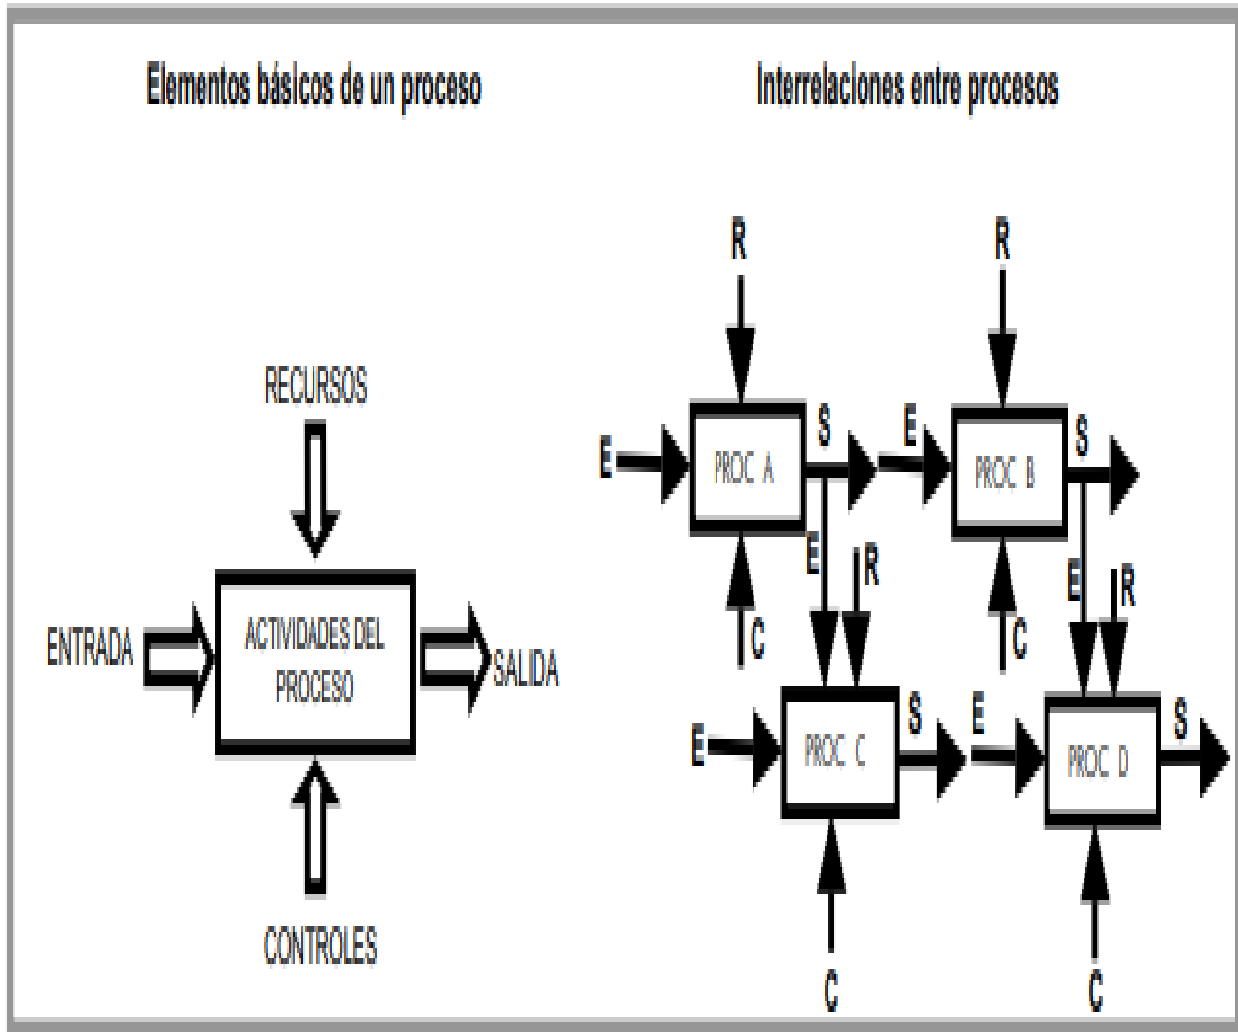 Elementos básicos de un proceso
Interrelaciones entre procesos
RECURSOS
ENTRADA
ACTIVIDADES DEL
PROCESO
SALIDA
CONTROLES
R
R
E
PROC A
S
E
PROC B
S
E
R
C
E
R
C
E
PROC C
S
E
PROC D
S
C
C